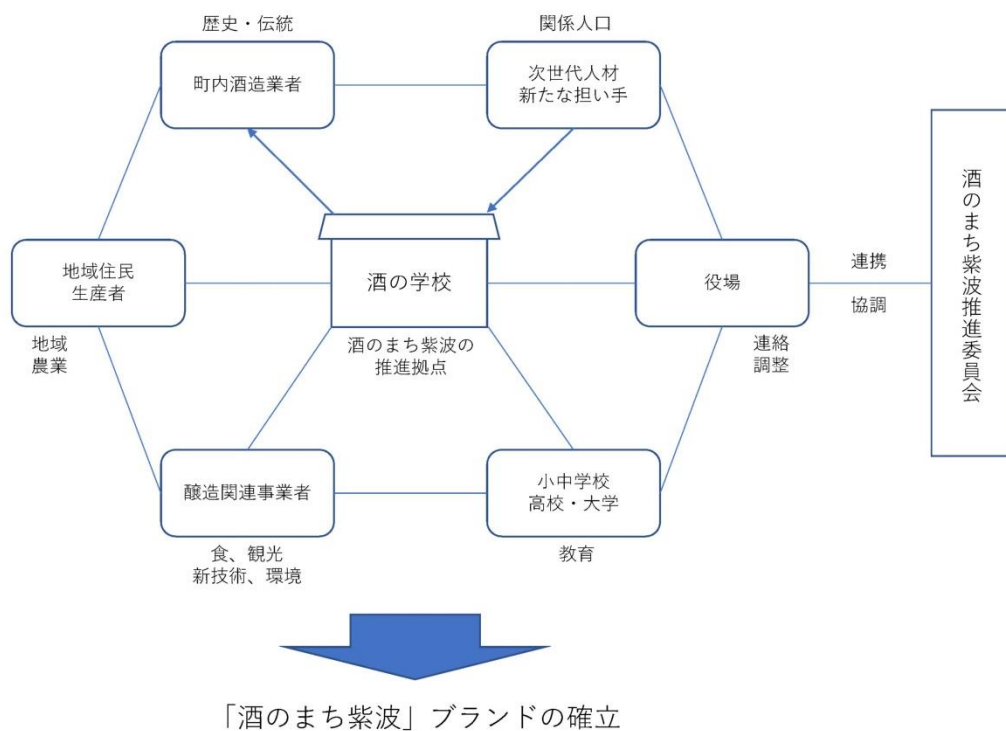 歴史・伝統
町内酒造業者
関係人口
次世代人材
新たな担い手
地域住民
生産者
地域
農業
酒の学校
酒のまち紫波の
推進拠点
役場
連絡
調整
連携
協調
酒のまち紫波推進委員会
醸造関連事業者
食、観光
新技術、環境
小中学校
高校・大学
教育
「酒のまち紫波」ブランドの確立